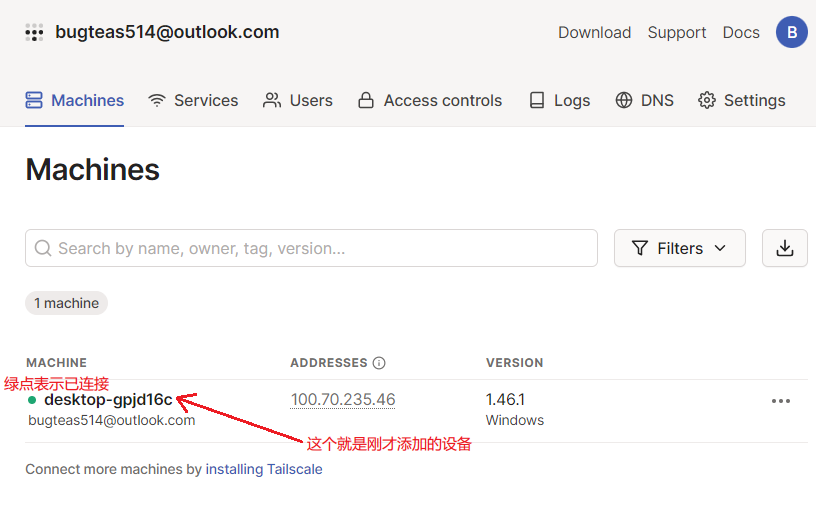 bugteas514@outlook.com Download Support Docs B
Machines Services Users Access controls Logs DNS Settings
Machines
Search by name, owner, tag, version... Filters
1 machine
MACHINE ADDRESSES VERSION
绿点表示已连接
desktop-gpjd16c 100.70.235.46 1.46.1
bugteas514@outlook.com Windows
这个就是刚才添加的设备
Connect more machines by installing Tailscale